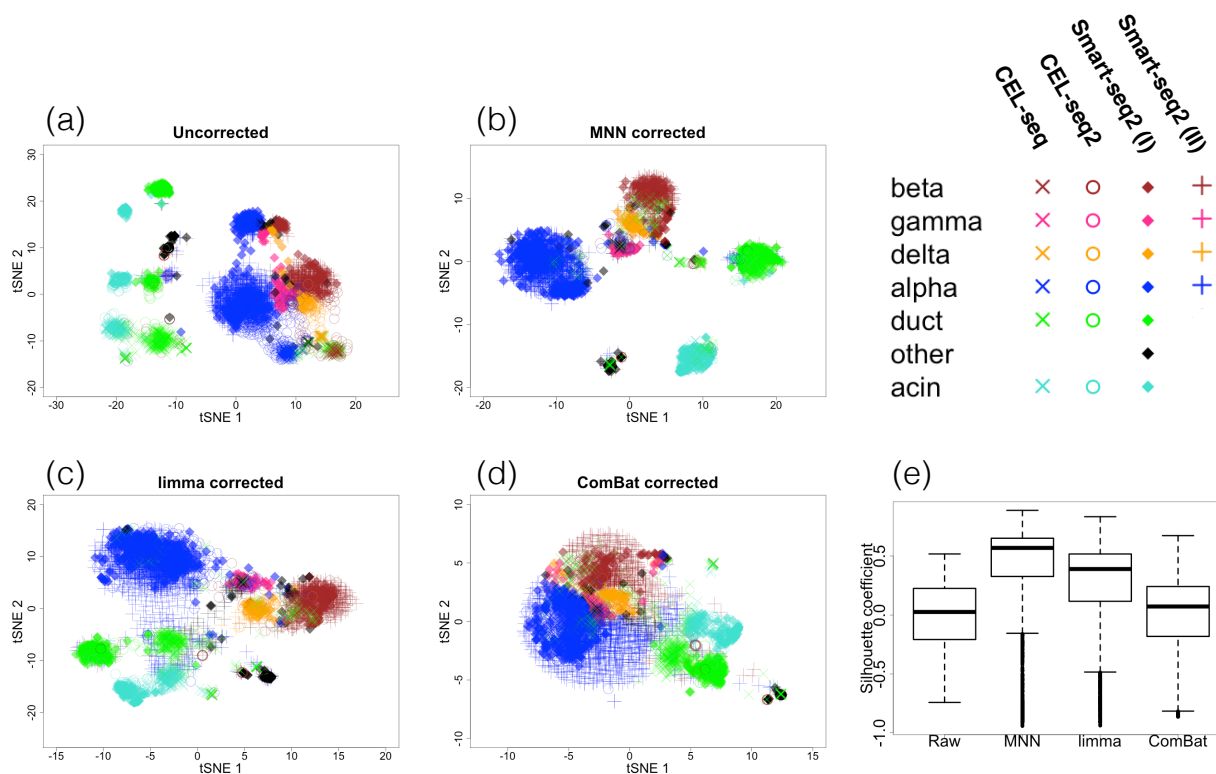 CEL-seq
CEL-seq2
Smart-seq2 (I)
Smart-seq2 (II)
beta
gamma
delta
alpha
duct
other
acin
(a)
Uncorrected
tSNE 2
30
20
10
0
-10
-20
-30
-20
-10
0
10
20
tSNE 1
(b)
MNN corrected
tSNE 2
10
0
-10
-20
-20
-10
0
10
20
tSNE 1
(c)
limma corrected
tSNE 2
20
10
0
-10
-20
-15
-10
-5
0
5
10
15
tSNE 1
(d)
ComBat corrected
tSNE 2
10
5
0
-5
-10
-10
-5
0
5
10
15
tSNE 1
(e)
Silhouette coefficient
0.5
0.0
-0.5
-1.0
Raw
MNN
limma
ComBat